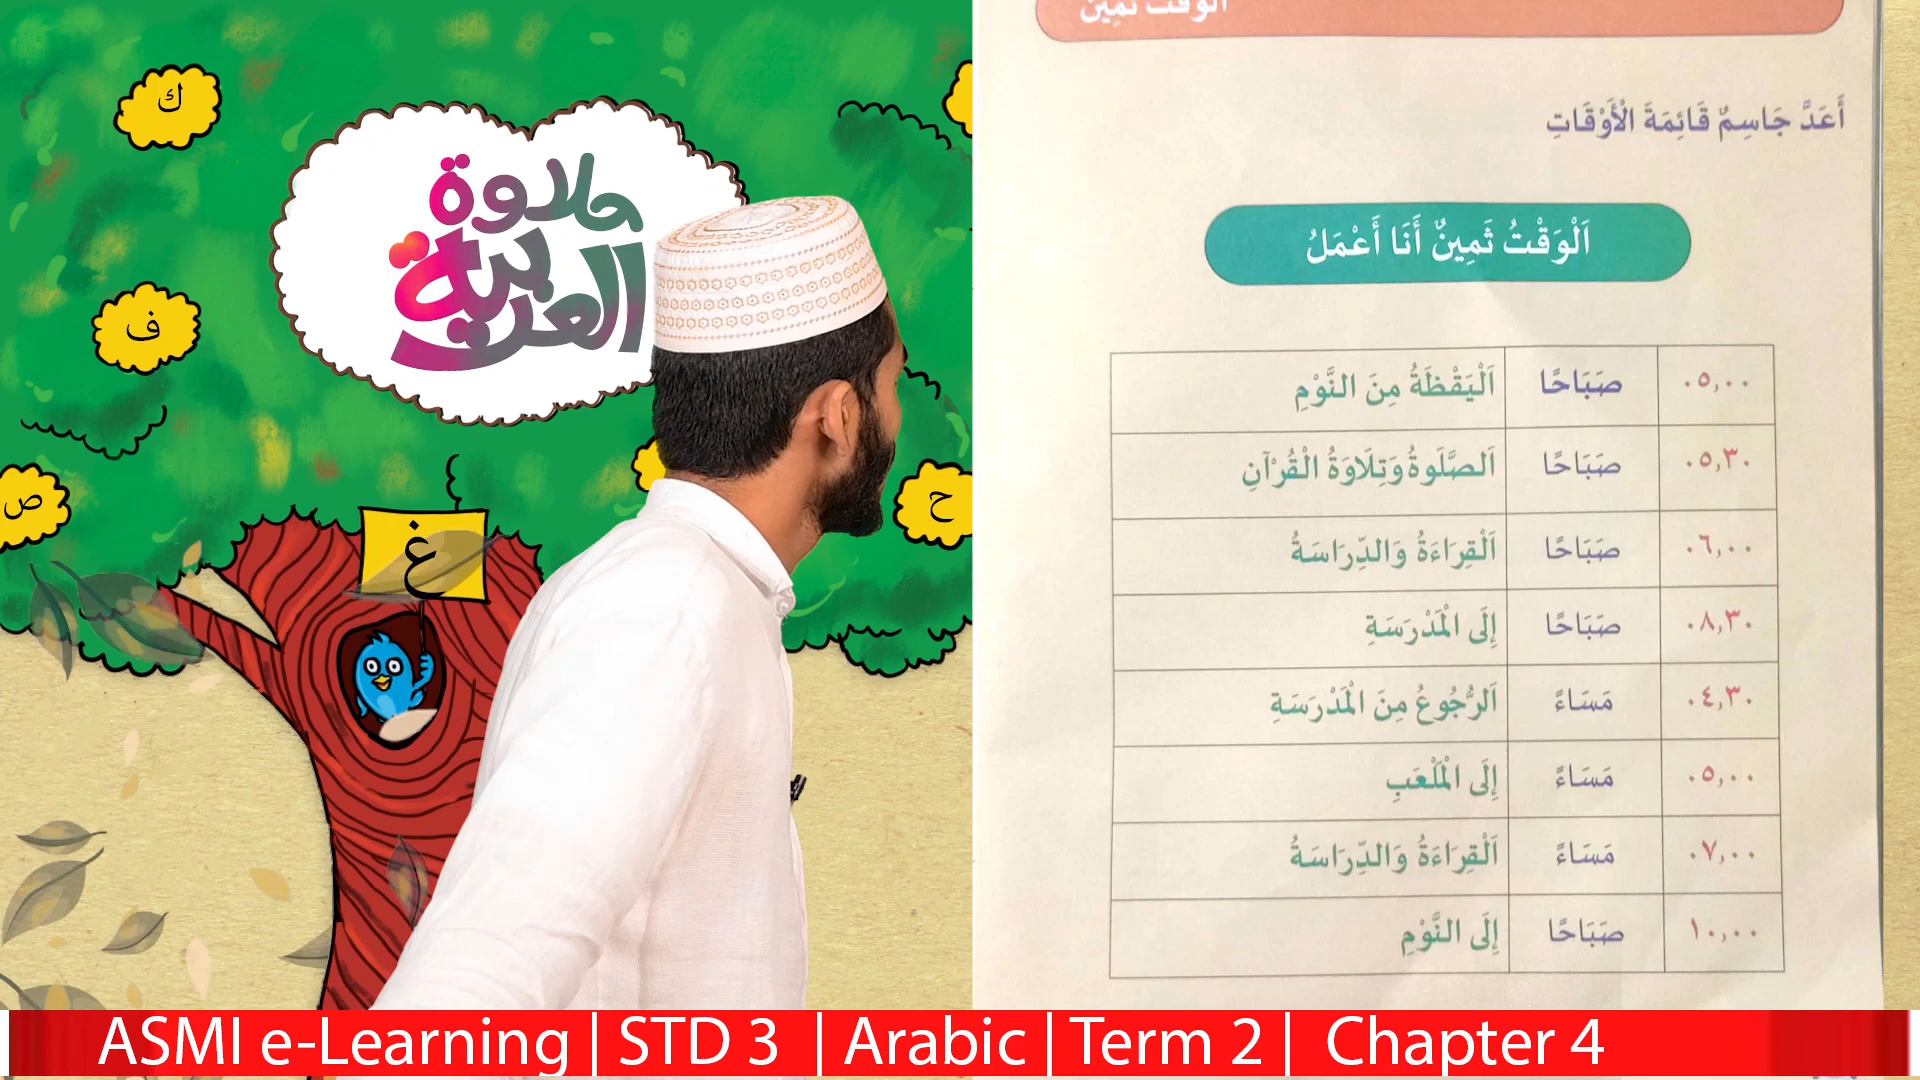 ك
حلاوة
العربية
ف
ص
غ
ح
الوقت ثمين
أَعَدَّ جَاسِمٌ قَائِمَةَ الْأَوْقَاتِ
اَلْوَقْتُ ثَمِينٌ أَنَا أَعْمَلُ
٠٥,٠٠ صَبَاحًا اَلْيَقْظَةُ مِنَ النَّوْمِ
٠٥,٣٠ صَبَاحًا اَلصَّلَوةُ وَتِلَاوَةُ الْقُرْآنِ
٠٦,٠٠ صَبَاحًا اَلْقِرَاءَةُ وَالدِّرَاسَةُ
٠٨,٣٠ صَبَاحًا إِلَى الْمَدْرَسَةِ
٠٤,٣٠ مَسَاءً اَلرُّجُوعُ مِنَ الْمَدْرَسَةِ
٠٥,٠٠ مَسَاءً إِلَى الْمَلْعَبِ
٠٧,٠٠ مَسَاءً اَلْقِرَاءَةُ وَالدِّرَاسَةُ
١٠,٠٠ صَبَاحًا إِلَى النَّوْمِ
ASMI e-Learning | STD 3 | Arabic | Term 2 | Chapter 4